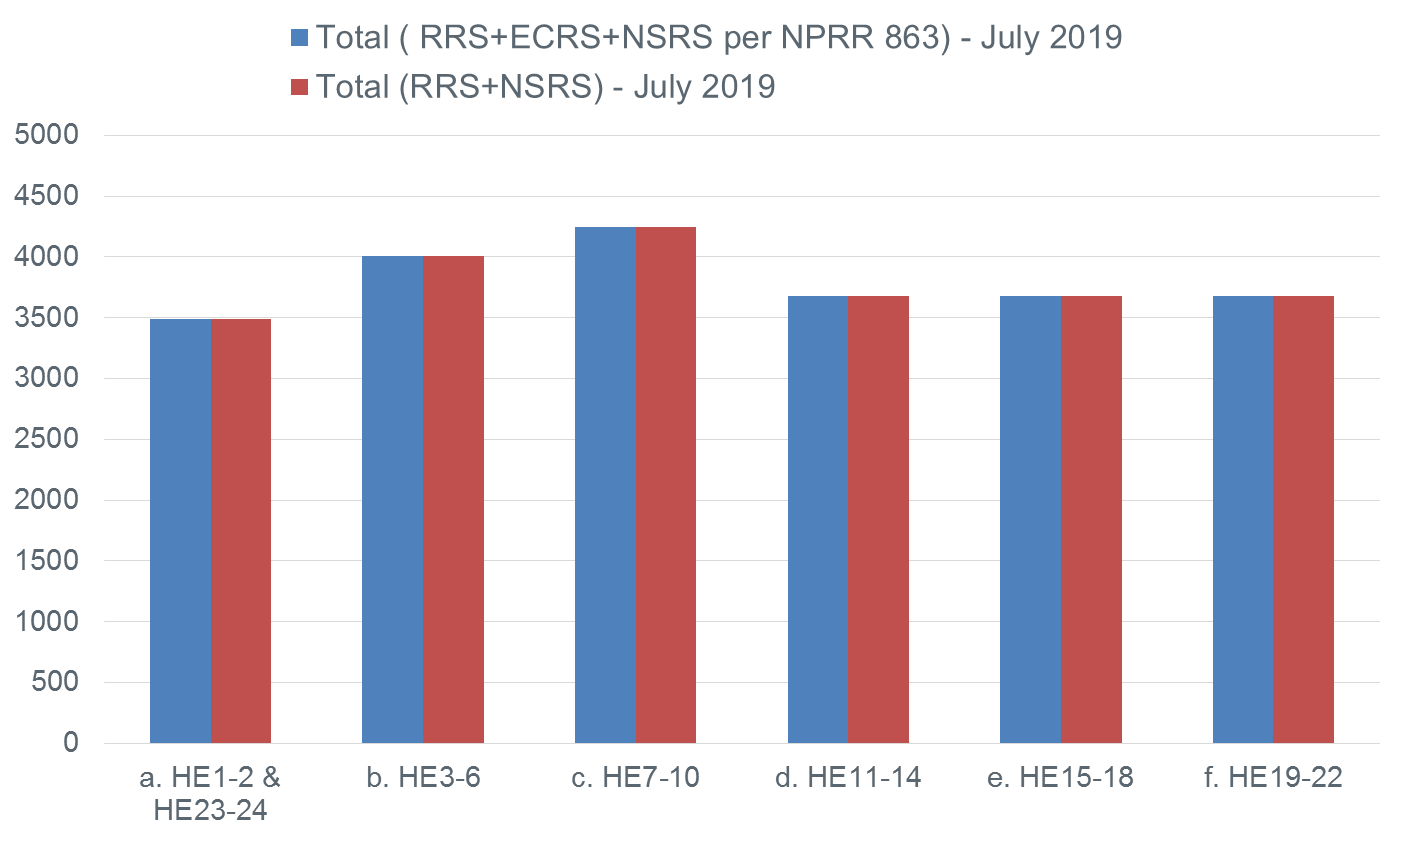 Total ( RRS+ECRS+NSRS per NPRR 863) - July 2019
Total (RRS+NSRS) - July 2019
5000
4500
4000
3500
3000
2500
2000
1500
1000
500
0
a. HE1-2 &
HE23-24
b. HE3-6
c. HE7-10
d. HE11-14
e. HE15-18
f. HE19-22